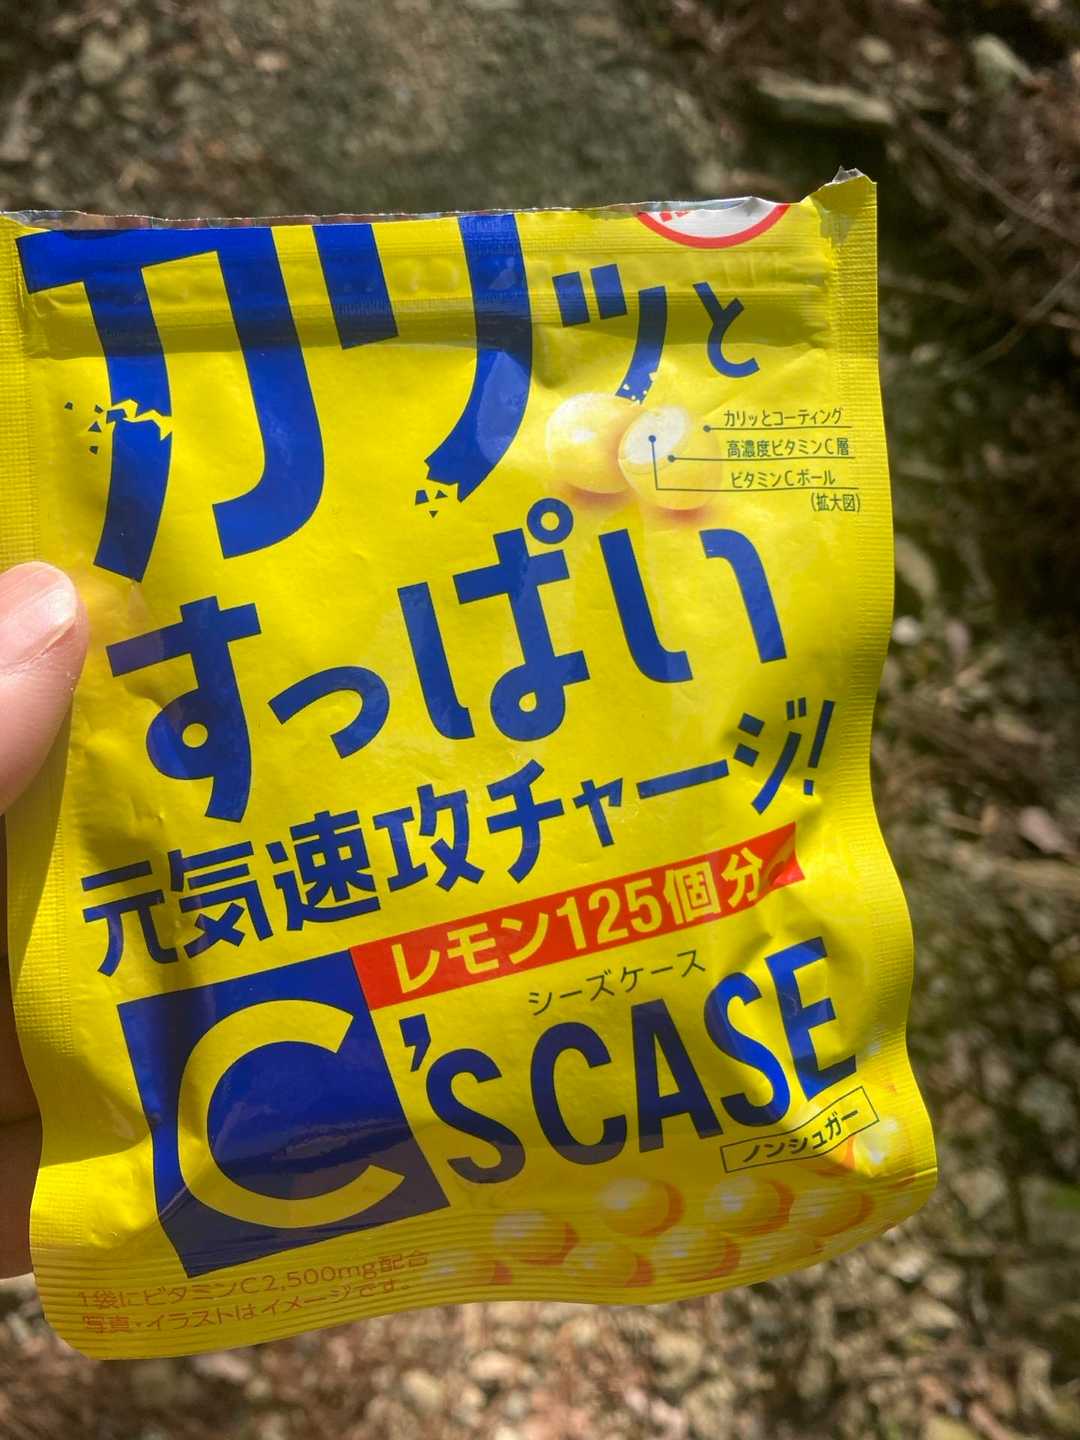 カリッと
カリッとコーティング
高濃度ビタミンC層
ビタミンCボール
(拡大図)
すっぱい
元気速攻チャージ!
レモン125個分
シーズケース
C'sCASE
ノンシュガー
1袋にビタミンC2,500mg配合
写真・イラストはイメージです。